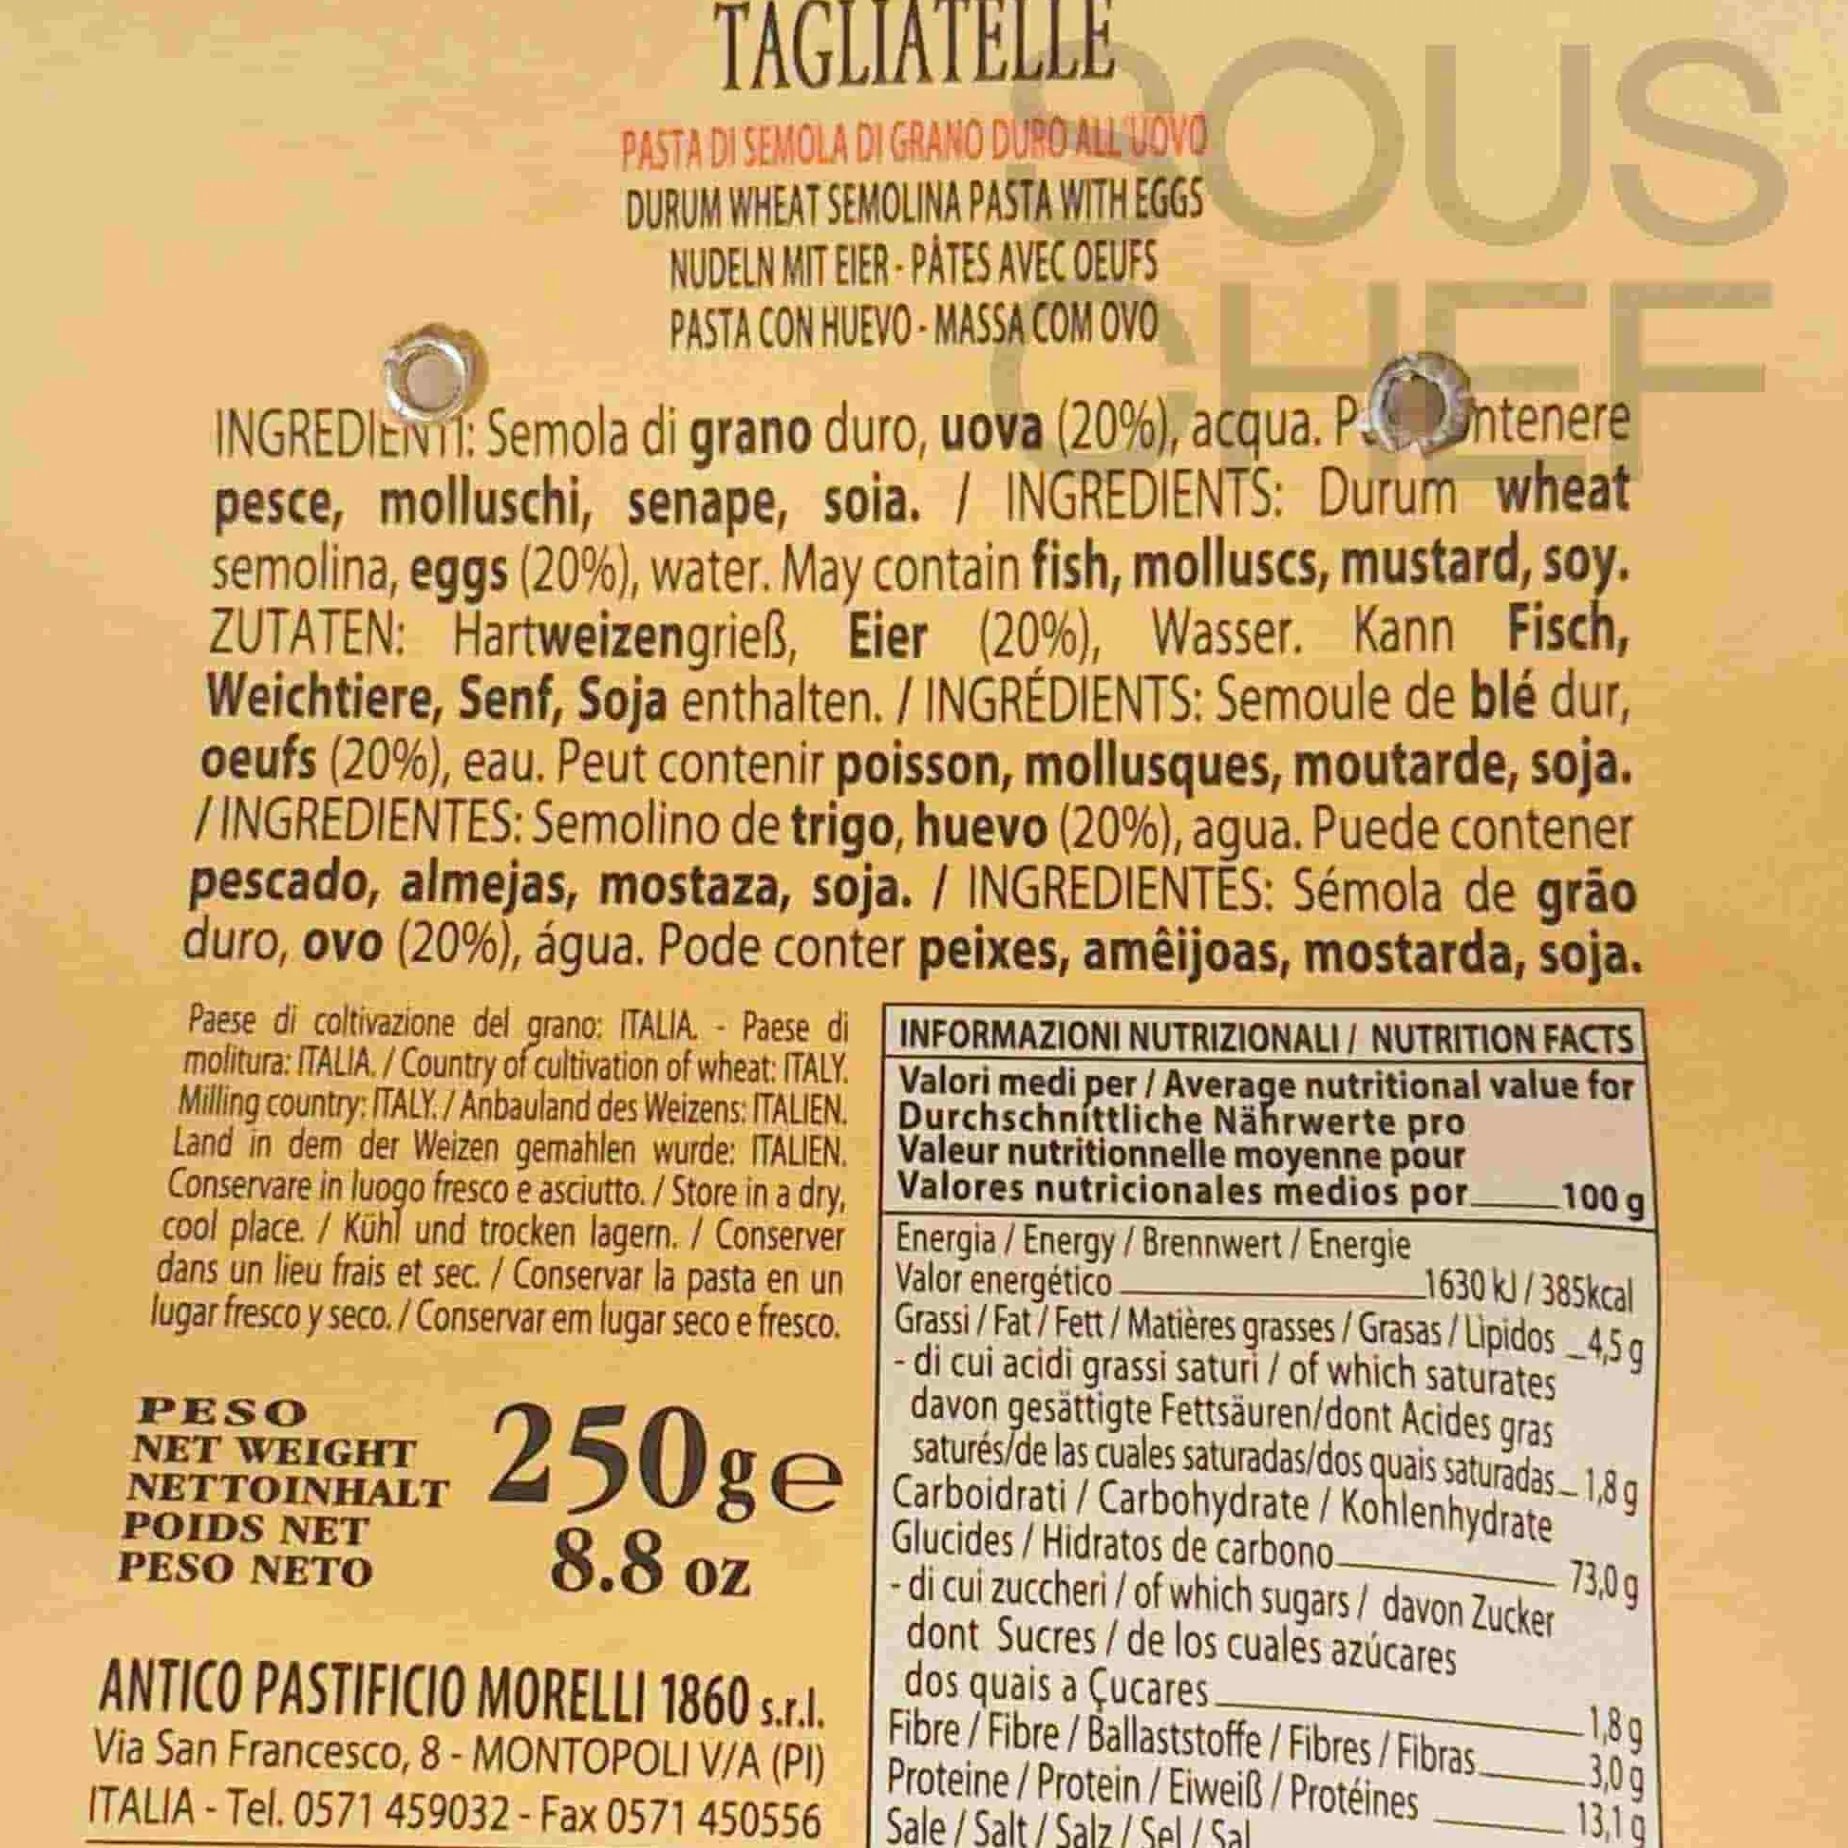 TAGLIATELLE
SOUS
CHEF
PASTA DI SEMOLA DI GRANO DURO ALL'UOVO
DURUM WHEAT SEMOLINA PASTA WITH EGGS
NUDELN MIT EIER - PÂTES AVEC OEUFS
PASTA CON HUEVO - MASSA COM OVO
INGREDIENTI: Semola di grano duro, uova (20%), acqua.
pesce, molluschi, senape, soia. / INGREDIENTS: Durum wheat
semolina, eggs (20%), water. May contain fish, molluscs, mustard, soy.
ZUTATEN: Hartweizengrieß, Eier (20%), Wasser. Kann Fisch,
Weichtiere, Senf, Soja enthalten. / INGRÉDIENTS: Semoule de blé dur,
oeufs (20%), eau. Peut contenir poisson, mollusques, moutarde, soja.
/ INGREDIENTES: Semolino de trigo, huevo (20%), agua. Puede contener
pescado, almejas, mostaza, soja. / INGREDIENTES: Sémola de grão
duro, ovo (20%), água. Pode conter peixes, amêijoas, mostarda, soja.
Paese di coltivazione del grano: ITALIA. - Paese di
molitura: ITALIA. / Country of cultivation of wheat: ITALY.
Milling country: ITALY. / Anbauland des Weizens: ITALIEN.
Land in dem der Weizen gemahlen wurde: ITALIEN.
Conservare in luogo fresco e asciutto. / Store in a dry,
cool place. / Kühl und trocken lagern. / Conserver
dans un lieu frais et sec. / Conservar la pasta en un
lugar fresco y seco. / Conservar em lugar seco e fresco.
PESO
NET WEIGHT
NETTOINHALT
POIDS NET
PESO NETO
250g e
8.8 oz
ANTICO PASTIFICIO MORELLI 1860 s.r.l.
Via San Francesco, 8 - MONTOPOLI V/A (PI)
ITALIA - Tel. 0571 459032 - Fax 0571 450556
INFORMAZIONI NUTRIZIONALI / NUTRITION FACTS
Valori medi per / Average nutritional value for
Durchschnittliche Nährwerte pro
Valeur nutritionnelle moyenne pour
Valores nutricionales medios por 100 g
Energia / Energy / Brennwert / Energie
Valor energético 1630 kJ / 385kcal
Grassi / Fat / Fett / Matières grasses / Grasas / Lipidos 4,5 g
- di cui acidi grassi saturi / of which saturates
davon gesättigte Fettsäuren/dont Acides gras
saturés/de las cuales saturadas/dos quais saturadas 1,8 g
Carboidrati / Carbohydrate / Kohlenhydrate
Glucides / Hidratos de carbono 73,0 g
- di cui zuccheri / of which sugars / davon Zucker
dont Sucres / de los cuales azúcares
dos quais a Çucares 1,8 g
Fibre / Fibre / Ballaststoffe / Fibres / Fibras 3,0 g
Proteine / Protein / Eiweiß / Protéines 13,1 g
Sale / Salt / Salz / Sel / Sal